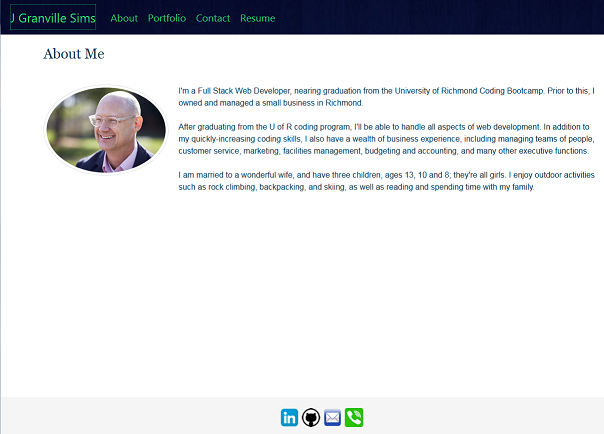 J Granville Sims About Portfolio Contact Resume
About Me
I'm a Full Stack Web Developer, nearing graduation from the University of Richmond Coding Bootcamp. Prior to this, I
owned and managed a small business in Richmond.
After graduating from the U of R coding program, I'll be able to handle all aspects of web development. In addition to
my quickly-increasing coding skills, I also have a wealth of business experience, including managing teams of people,
customer service, marketing, facilities management, budgeting and accounting, and many other executive functions.
I am married to a wonderful wife, and have three children, ages 13, 10 and 8; they're all girls. I enjoy outdoor activities
such as rock climbing, backpacking, and skiing, as well as reading and spending time with my family.
in